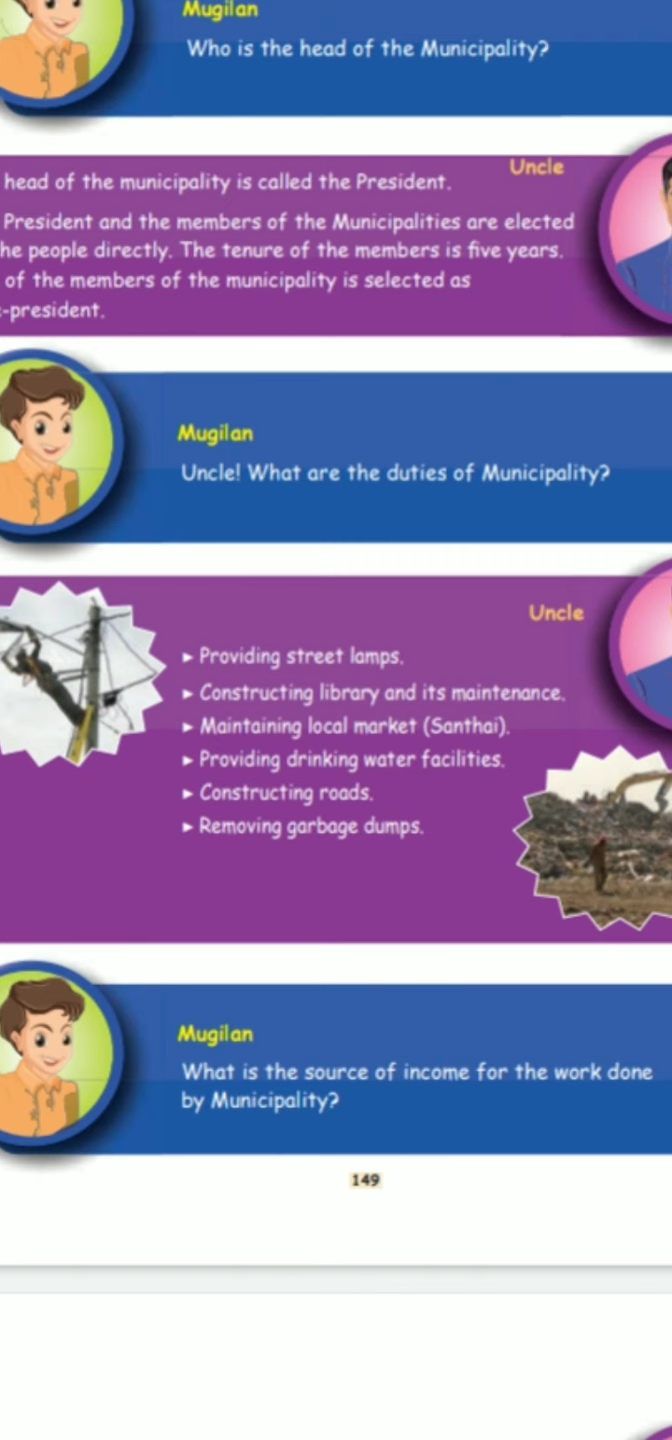 Mugilan
Who is the head of the Municipality?
Uncle
head of the municipality is called the President.
President and the members of the Municipalities are elected
he people directly. The tenure of the members is five years.
of the members of the municipality is selected as
-president.
Mugilan
Uncle! What are the duties of Municipality?
Uncle
► Providing street lamps.
► Constructing library and its maintenance.
► Maintaining local market (Santhai).
► Providing drinking water facilities.
► Constructing roads.
► Removing garbage dumps.
Mugilan
What is the source of income for the work done
by Municipality?
149